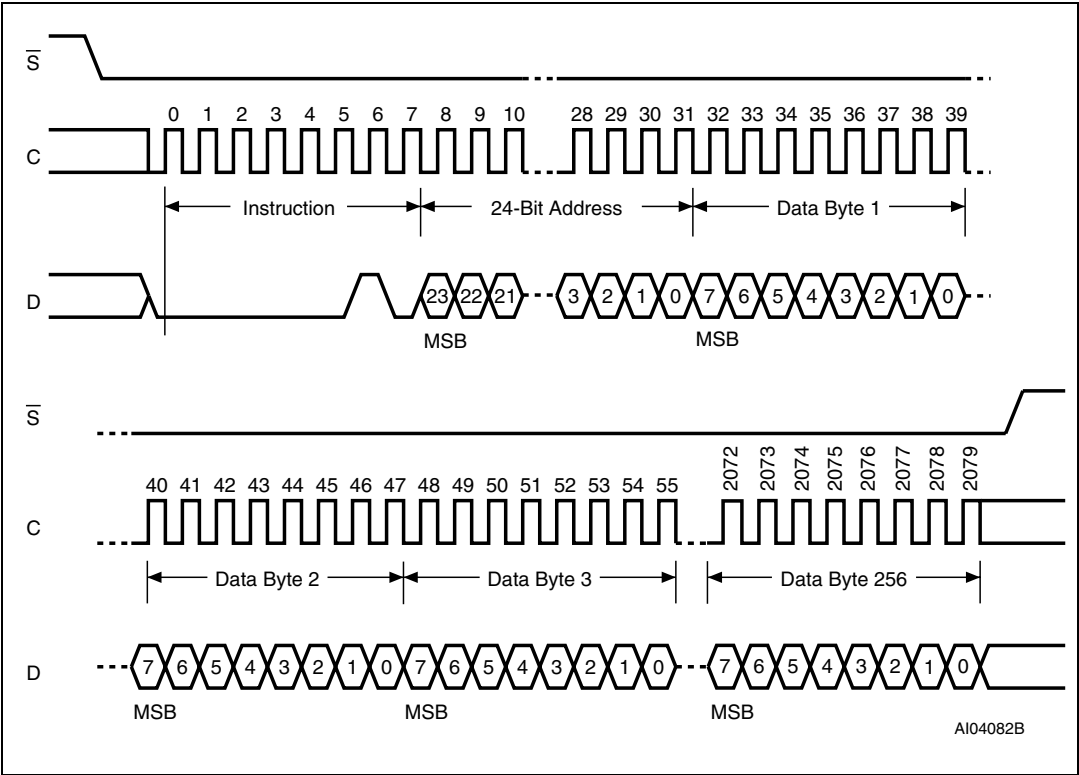 S
0 1 2 3 4 5 6 7 8 9 10 28 29 30 31 32 33 34 35 36 37 38 39
C
Instruction 24-Bit Address Data Byte 1
D 23 22 21 3 2 1 0 7 6 5 4 3 2 1 0
MSB MSB
S
40 41 42 43 44 45 46 47 48 49 50 51 52 53 54 55 2072 2073 2074 2075 2076 2077 2078 2079
C
Data Byte 2 Data Byte 3 Data Byte 256
D 7 6 5 4 3 2 1 0 7 6 5 4 3 2 1 0 7 6 5 4 3 2 1 0
MSB MSB MSB
AI04082B